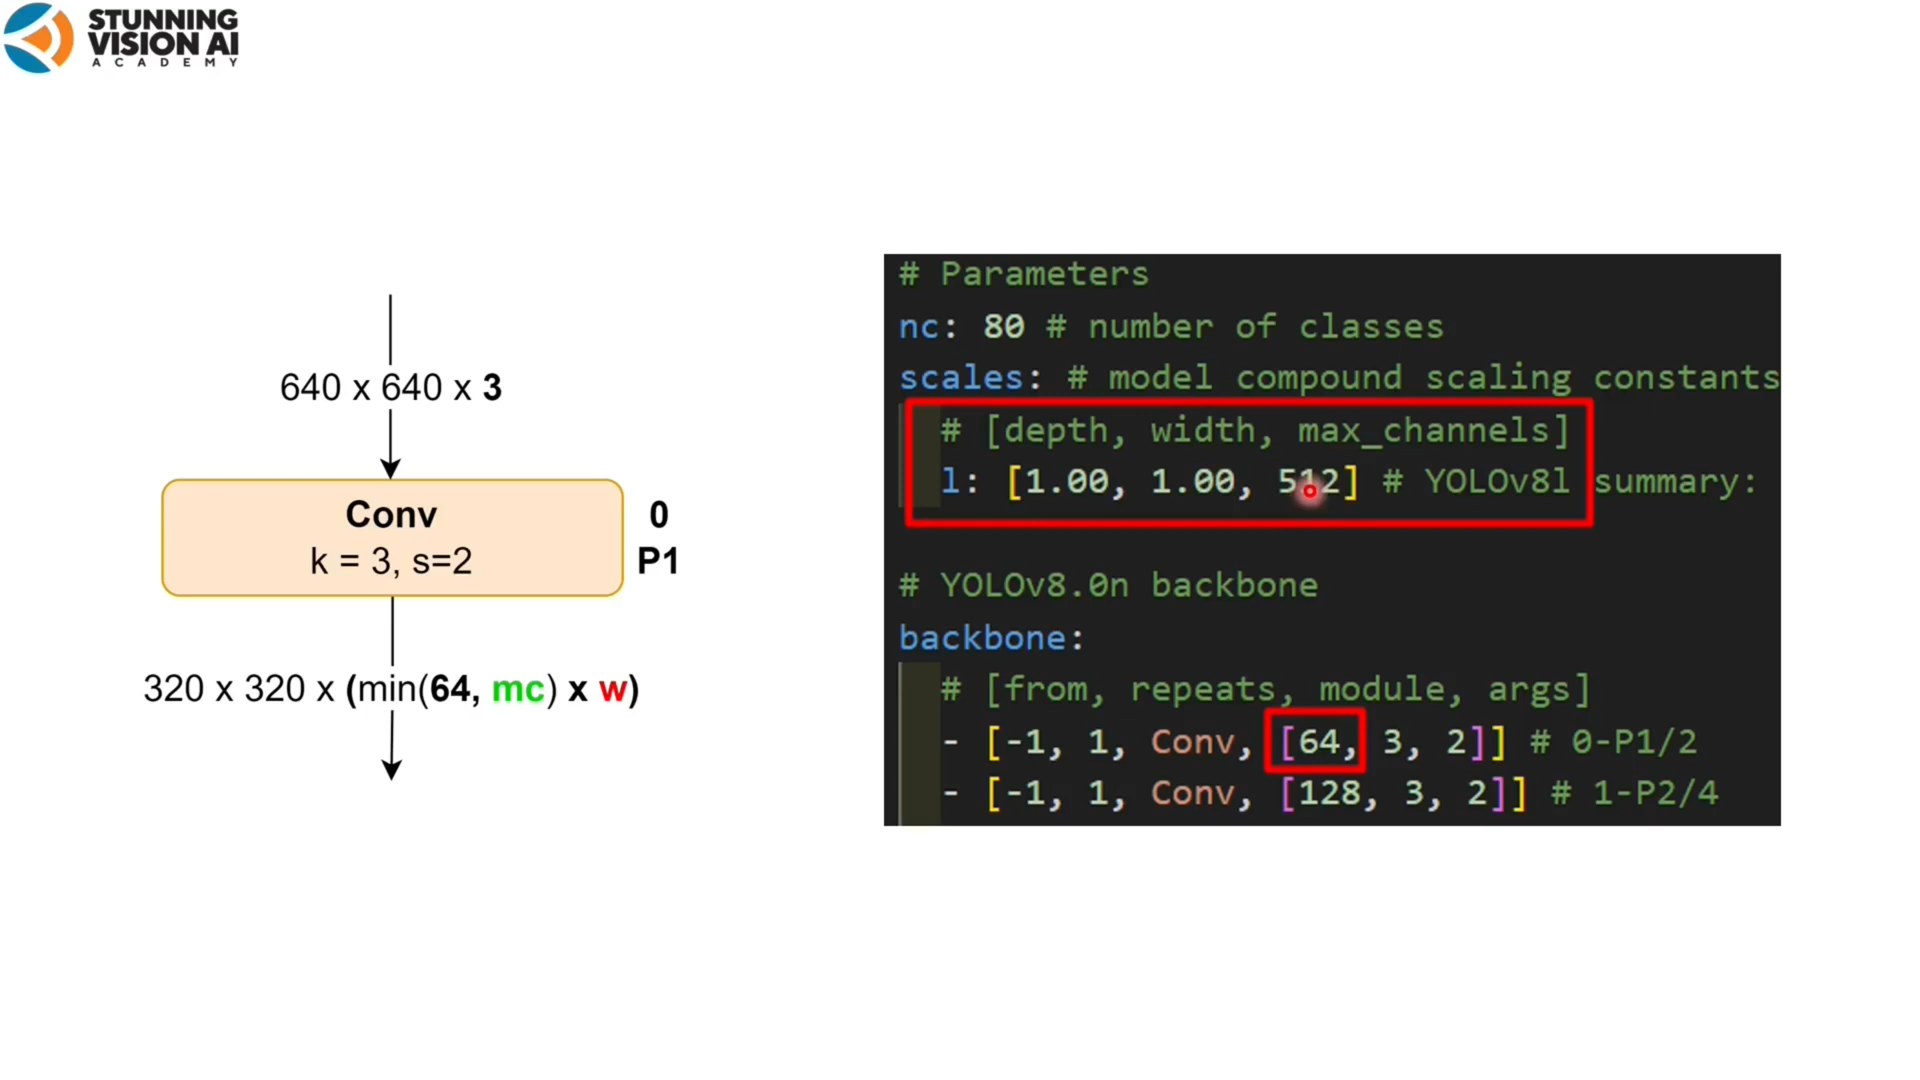 STUNNING
VISION AI
ACADEMY
640 x 640 x 3
Conv
k = 3, s=2
0
P1
320 x 320 x (min(64, mc) x w)
# Parameters
nc: 80 # number of classes
scales: # model compound scaling constants
# [depth, width, max_channels]
l: [1.00, 1.00, 512] # YOLOv8l summary:
# YOLOv8.0n backbone
backbone:
# [from, repeats, module, args]
- [-1, 1, Conv, [64, 3, 2]] # 0-P1/2
- [-1, 1, Conv, [128, 3, 2]] # 1-P2/4